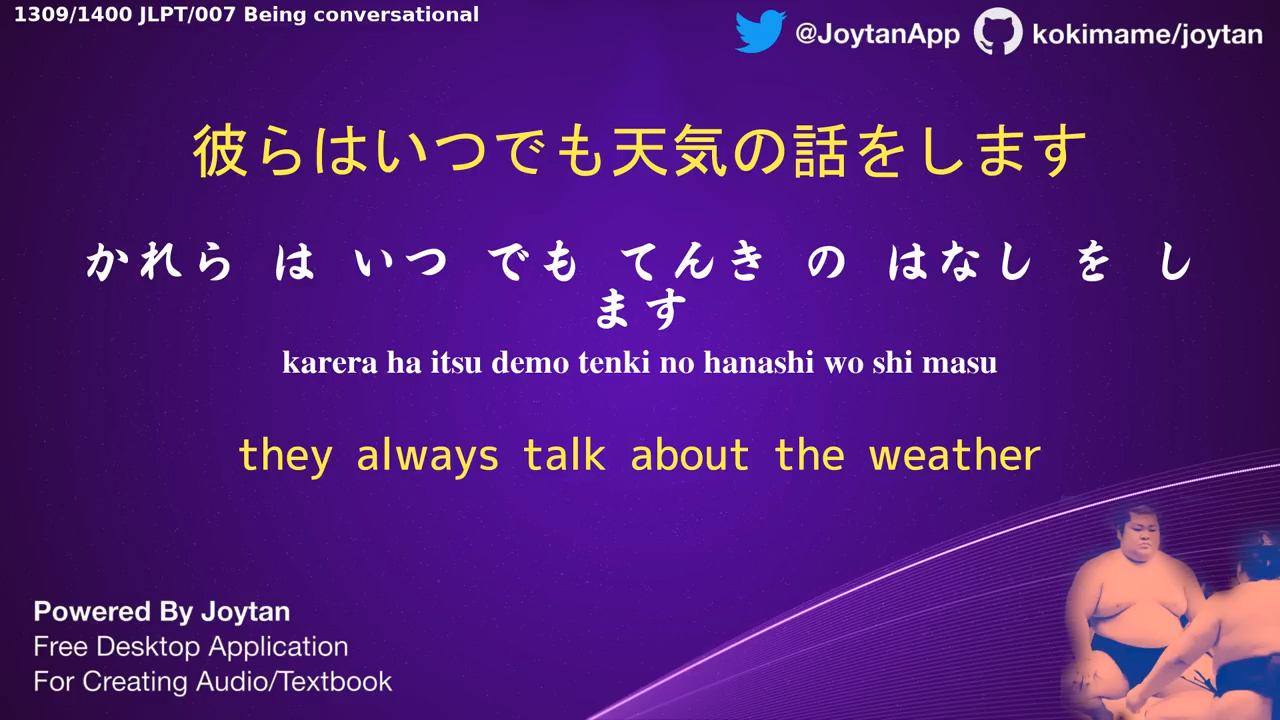 1309/1400 JLPT/007 Being conversational
@JoytanApp kokimame/joytan
彼らはいつでも天気の話をします
かれら は いつ でも てんき の はなし を し
ます
karera ha itsu demo tenki no hanashi wo shi masu
they always talk about the weather
Powered By Joytan
Free Desktop Application
For Creating Audio/Textbook